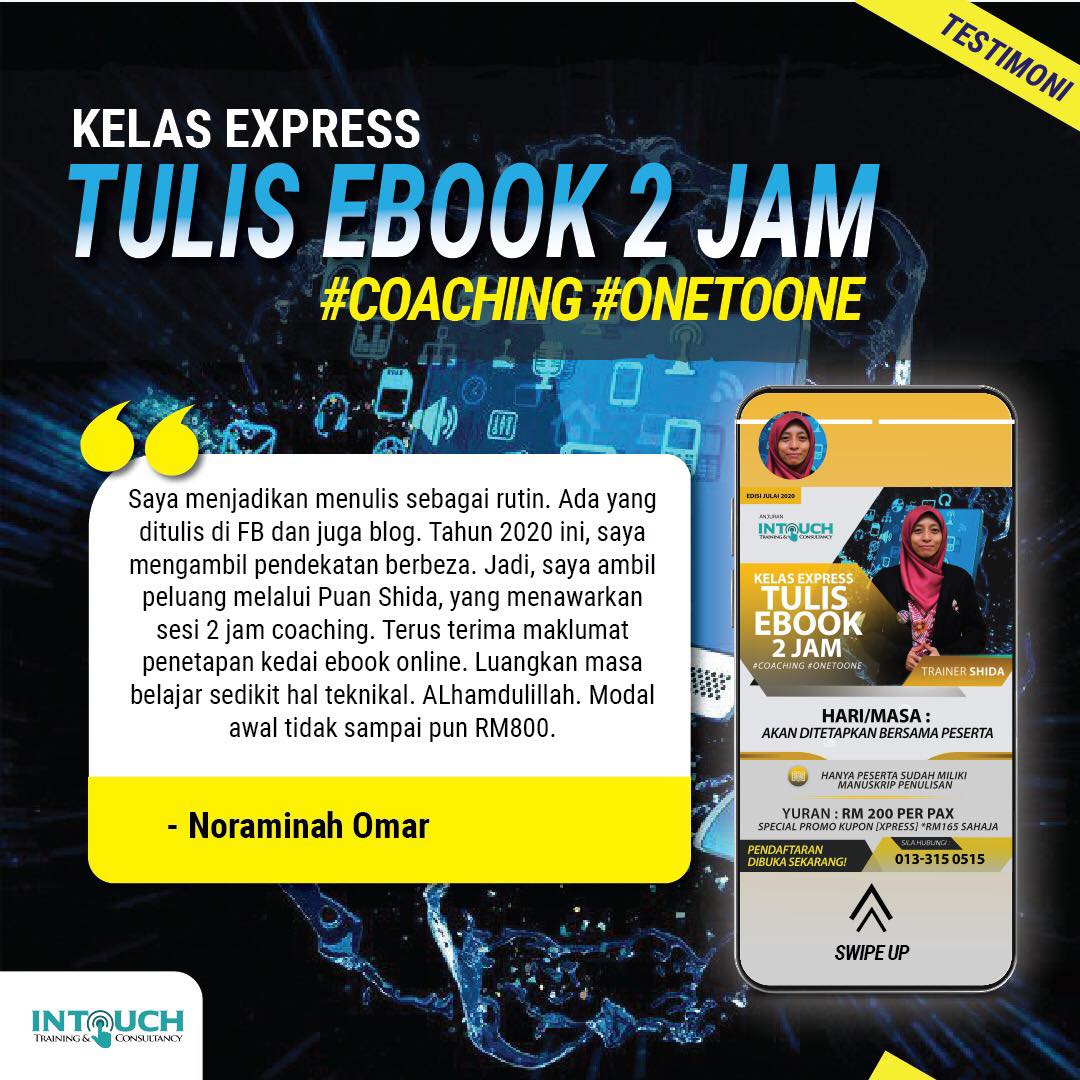 TESTIMONI
KELAS EXPRESS
TULIS EBOOK 2 JAM
#COACHING #ONETOONE
Saya menjadikan menulis sebagai rutin. Ada yang
ditulis di FB dan juga blog. Tahun 2020 ini, saya
mengambil pendekatan berbeza. Jadi, saya ambil
peluang melalui Puan Shida, yang menawarkan
sesi 2 jam coaching. Terus terima maklumat
penetapan kedai ebook online. Luangkan masa
belajar sedikit hal teknikal. ALhamdulillah. Modal
awal tidak sampai pun RM800.
- Noraminah Omar
EDISI JULAI 2020
ANJURAN
INTOUCH
TRAINING & CONSULTANCY
KELAS EXPRESS
TULIS
EBOOK
2 JAM
#COACHING #ONETOONE
TRAINER SHIDA
HARI/MASA :
AKAN DITETAPKAN BERSAMA PESERTA
HANYA PESERTA SUDAH MILIKI
MANUSKRIP PENULISAN
YURAN : RM 200 PER PAX
SPECIAL PROMO KUPON [XPRESS] *RM165 SAHAJA
PENDAFTARAN
DIBUKA SEKARANG!
SILA HUBUNGI :
013-315 0515
SWIPE UP
INTOUCH
TRAINING & CONSULTANCY